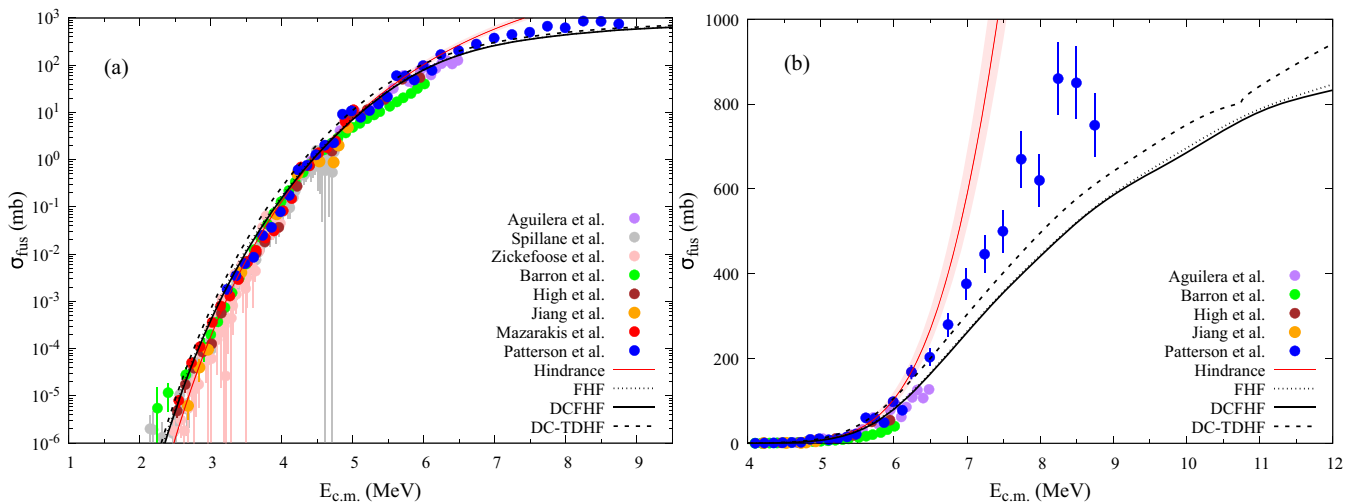 (a)
σfus (mb)
10^3
10^2
10^1
10^0
10^-1
10^-2
10^-3
10^-4
10^-5
10^-6
Aguilera et al.
Spillane et al.
Zickefoose et al.
Barron et al.
High et al.
Jiang et al.
Mazarakis et al.
Patterson et al.
Hindrance
FHF
DCFHF
DC-TDHF
1 2 3 4 5 6 7 8 9
E_c.m. (MeV)
(b)
σfus (mb)
1000
800
600
400
200
0
Aguilera et al.
Barron et al.
High et al.
Jiang et al.
Patterson et al.
Hindrance
FHF
DCFHF
DC-TDHF
4 5 6 7 8 9 10 11 12
E_c.m. (MeV)